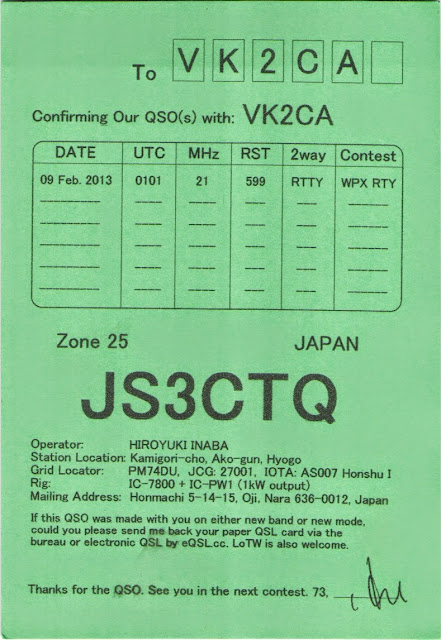 To VK2CA
Confirming Our QSO(s) with: VK2CA
DATE UTC MHz RST 2way Contest
09 Feb. 2013 0101 21 599 RTTY WPX RTY
Zone 25 JAPAN
JS3CTQ
Operator: HIROYUKI INABA
Station Location: Kamigori-cho, Ako-gun, Hyogo
Grid Locator: PM74DU, JCG: 27001, IOTA: AS007 Honshu I
Rig: IC-7800 + IC-PW1 (1kW output)
Mailing Address: Honmachi 5-14-15, Oji, Nara 636-0012, Japan
If this QSO was made with you on either new band or new mode,
could you please send me back your paper QSL card via the
bureau or electronic QSL by eQSL.cc. LoTW is also welcome.
Thanks for the QSO. See you in the next contest. 73,